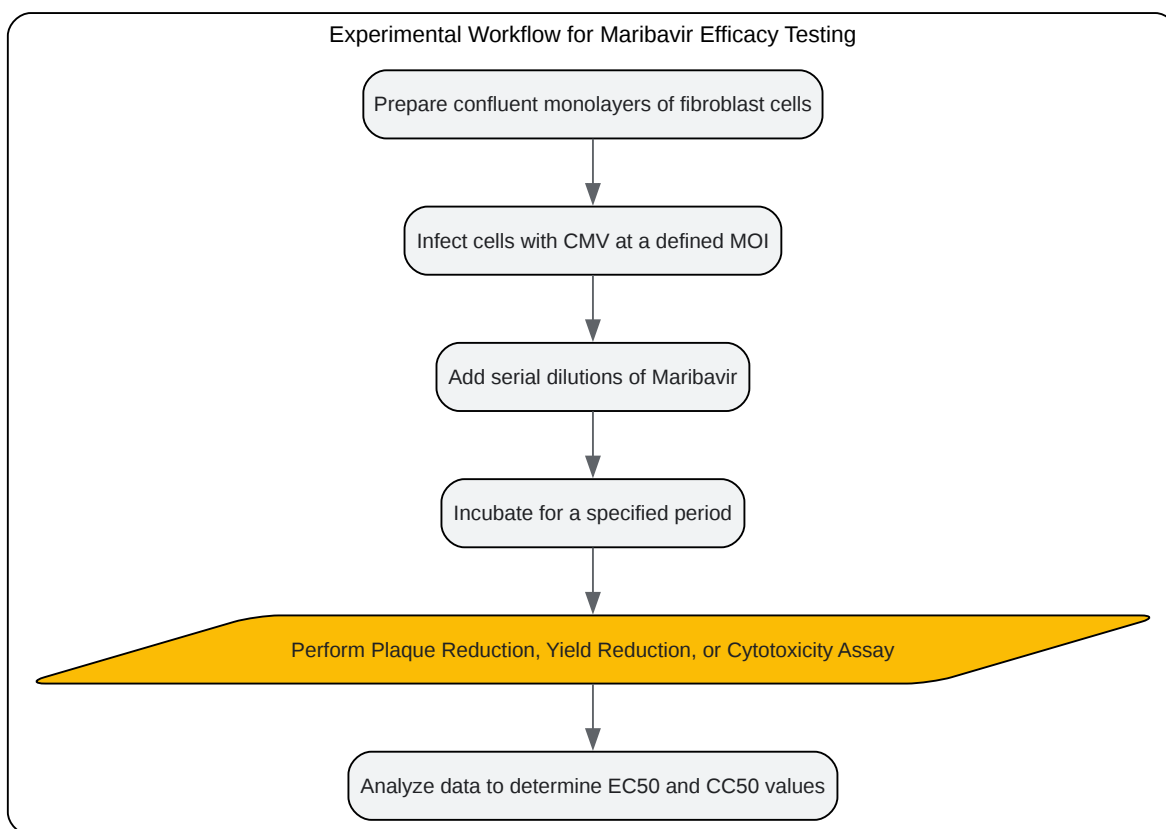 Experimental Workflow for Maribavir Efficacy Testing
Prepare confluent monolayers of fibroblast cells
Infect cells with CMV at a defined MOI
Add serial dilutions of Maribavir
Incubate for a specified period
Perform Plaque Reduction, Yield Reduction, or Cytotoxicity Assay
Analyze data to determine EC50 and CC50 values